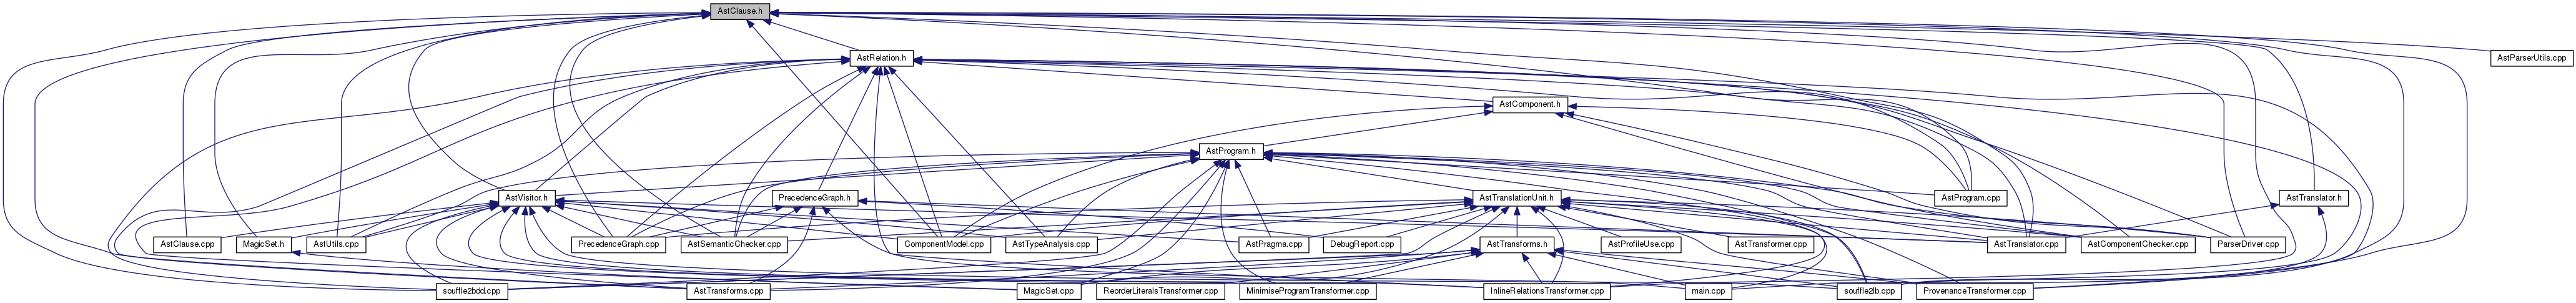 AstClause.h
AstRelation.h
AstParserUtils.cpp
AstComponent.h
AstProgram.h
AstVisitor.h
PrecedenceGraph.h
AstTranslationUnit.h
AstProgram.cpp
AstTranslator.h
AstClause.cpp
MagicSet.h
AstUtils.cpp
PrecedenceGraph.cpp
AstSemanticChecker.cpp
ComponentModel.cpp
AstTypeAnalysis.cpp
AstPragma.cpp
DebugReport.cpp
AstTransforms.h
AstProfileUse.cpp
AstTransformer.cpp
AstTranslator.cpp
AstComponentChecker.cpp
ParserDriver.cpp
souffle2bdd.cpp
AstTransforms.cpp
MagicSet.cpp
ReorderLiteralsTransformer.cpp
MinimiseProgramTransformer.cpp
InlineRelationsTransformer.cpp
main.cpp
souffle2lb.cpp
ProvenanceTransformer.cpp